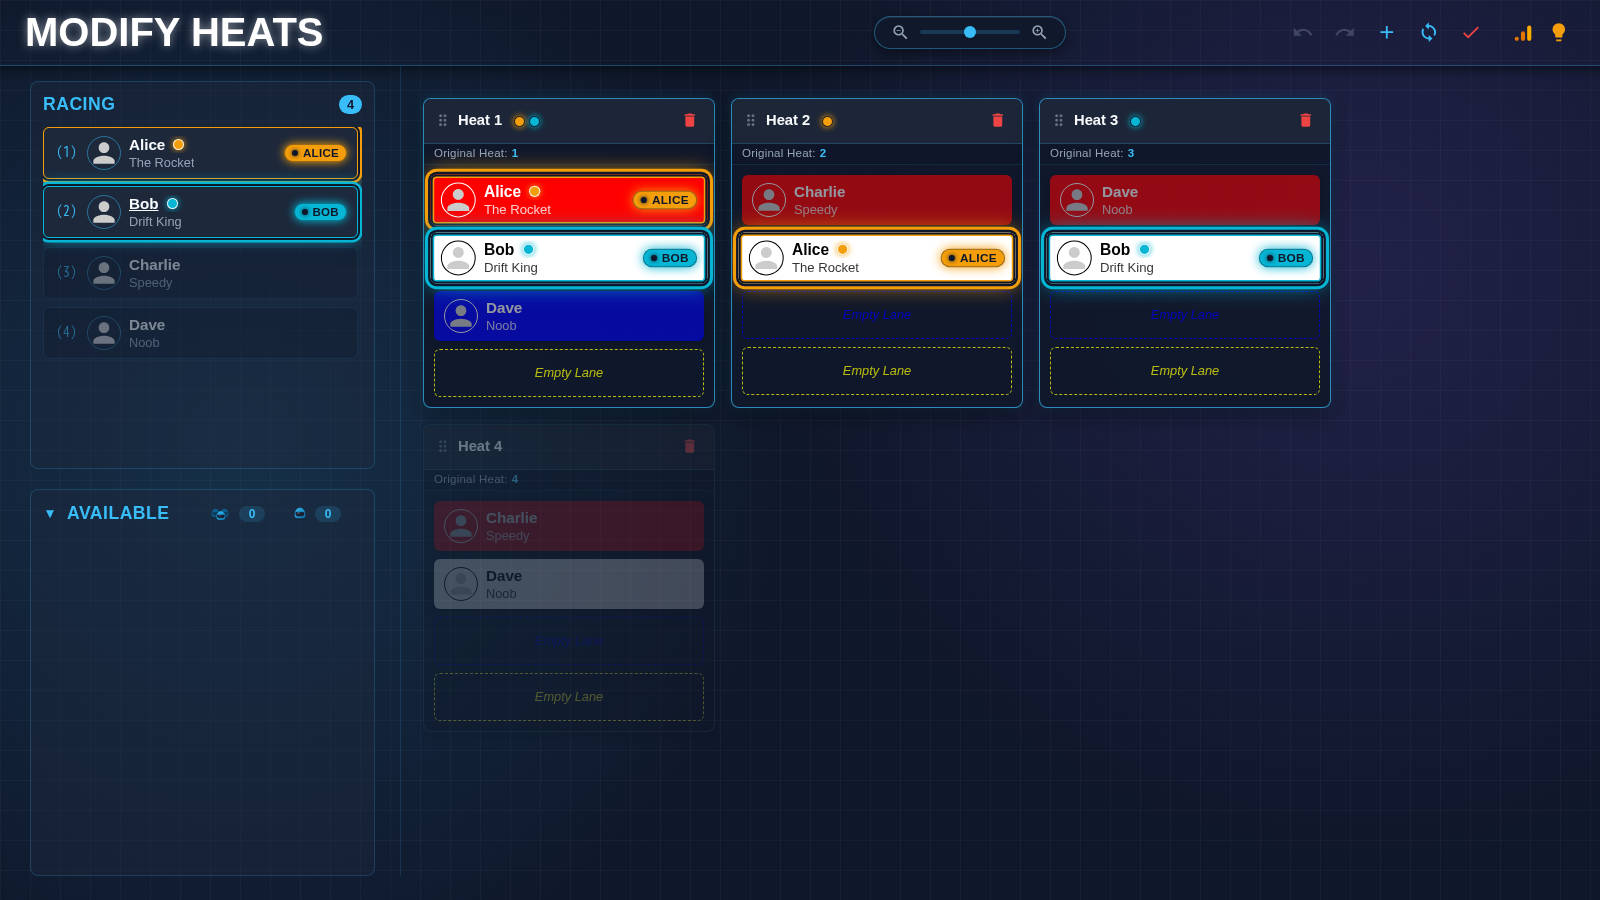 MODIFY HEATS
RACING 4
(1) Alice ALICE
The Rocket
(2) Bob BOB
Drift King
(3) Charlie
Speedy
(4) Dave
Noob
▼ AVAILABLE 0 0
Heat 1
Original Heat: 1
Alice ALICE
The Rocket
Bob BOB
Drift King
Dave
Noob
Empty Lane
Heat 2
Original Heat: 2
Charlie
Speedy
Alice ALICE
The Rocket
Empty Lane
Empty Lane
Heat 3
Original Heat: 3
Dave
Noob
Bob BOB
Drift King
Empty Lane
Empty Lane
Heat 4
Original Heat: 4
Charlie
Speedy
Dave
Noob
Empty Lane
Empty Lane